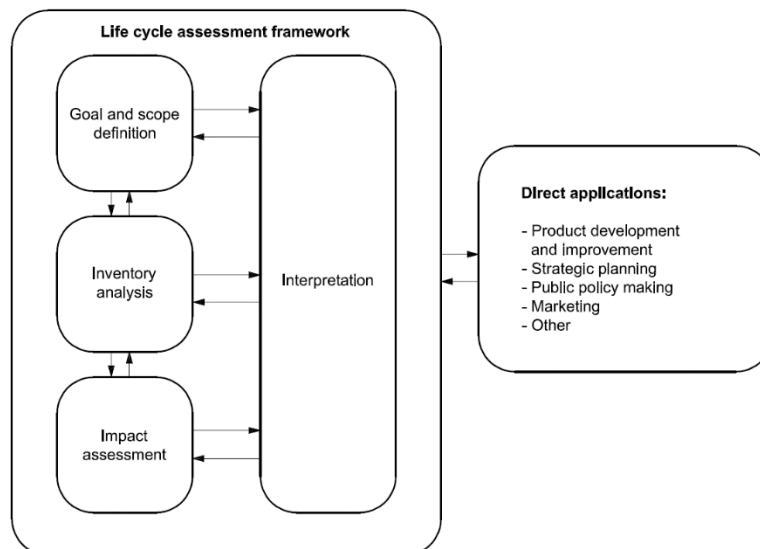 Life cycle assessment framework
Goal and scope
definition
Inventory
analysis
Impact
assessment
Interpretation
Direct applications:
- Product development
and improvement
- Strategic planning
- Public policy making
- Marketing
- Other